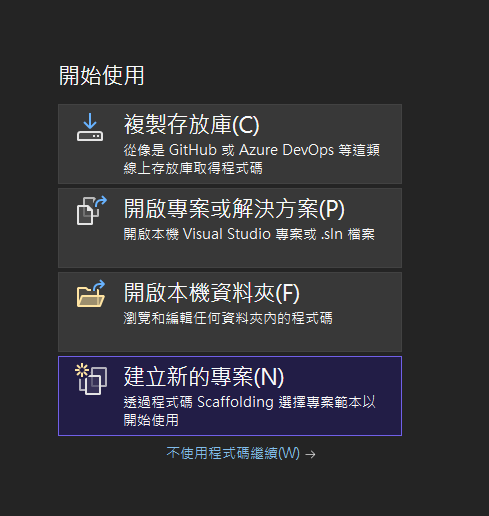 開始使用
複製存放庫(C)
從像是 GitHub 或 Azure DevOps 等這類
線上存放庫取得程式碼
開啟專案或解決方案(P)
開啟本機 Visual Studio 專案或 .sln 檔案
開啟本機資料夾(F)
瀏覽和編輯任何資料夾內的程式碼
建立新的專案(N)
透過程式碼 Scaffolding 選擇專案範本以
開始使用
不使用程式碼繼續(W) →